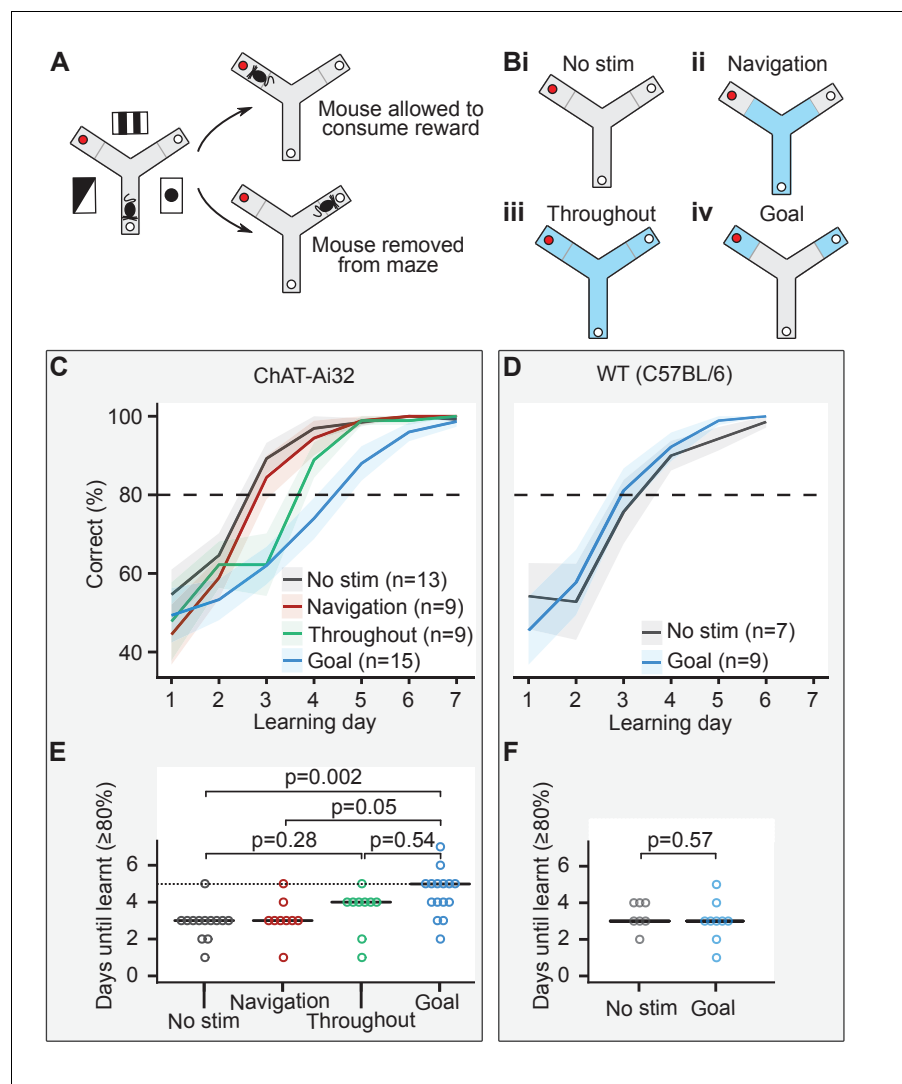 A
Mouse allowed to
consume reward
Mouse removed
from maze
Bi
No stim
ii
Navigation
iii
Throughout
iv
Goal
C
ChAT-Ai32
Correct (%)
100
80
60
40
No stim (n=13)
Navigation (n=9)
Throughout (n=9)
Goal (n=15)
1 2 3 4 5 6 7
Learning day
D
WT (C57BL/6)
No stim (n=7)
Goal (n=9)
1 2 3 4 5 6 7
Learning day
E
p=0.002
p=0.05
p=0.28
p=0.54
Days until learnt (≥80%)
6
4
2
0
No stim
Navigation
Throughout
Goal
F
p=0.57
Days until learnt (≥80%)
6
4
2
0
No stim
Goal